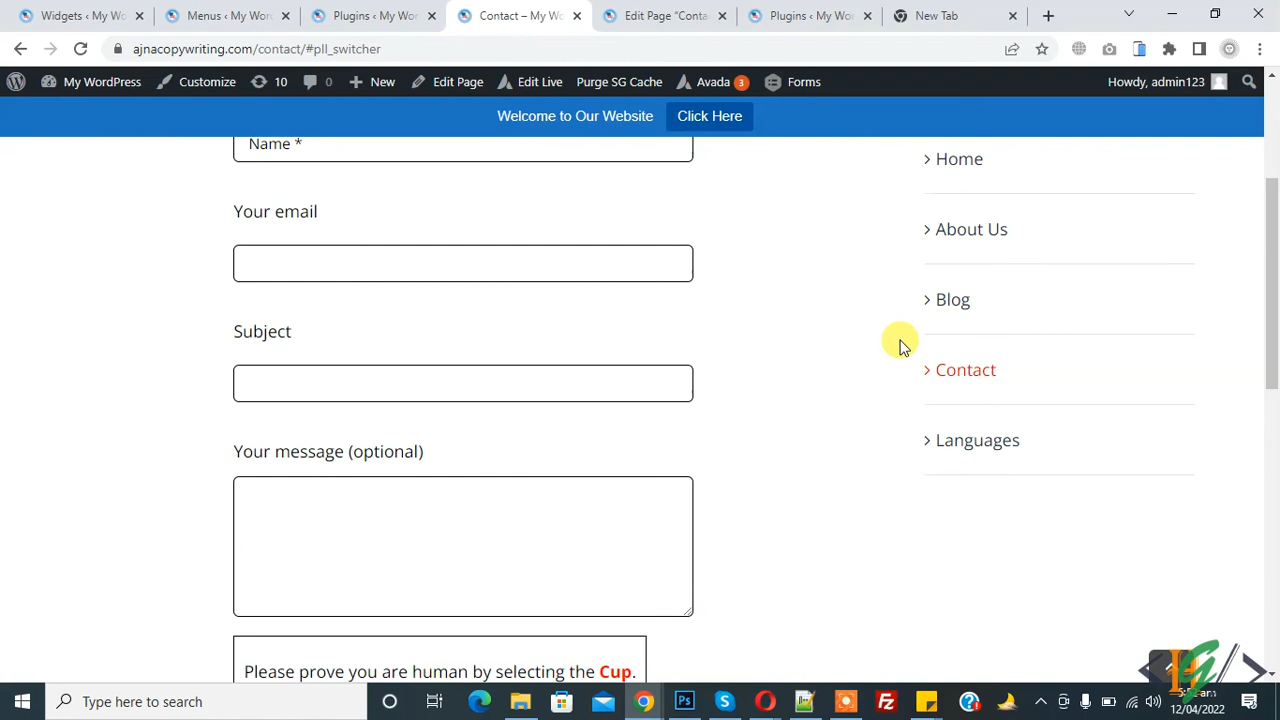 Widgets ‹ My Wo
Menus ‹ My Wor
Plugins ‹ My Wor
Contact – My Wo
Edit Page “Conta
Plugins ‹ My Wo
New Tab
ajnacopywriting.com/contact/#pll_switcher
My WordPress
Customize
10
0
New
Edit Page
Edit Live
Purge SG Cache
Avada 3
Forms
Howdy, admin123
Welcome to Our Website
Click Here
Name *
Your email
Subject
Your message (optional)
Please prove you are human by selecting the Cup.
Home
About Us
Blog
Contact
Languages
Type here to search
12/04/2022